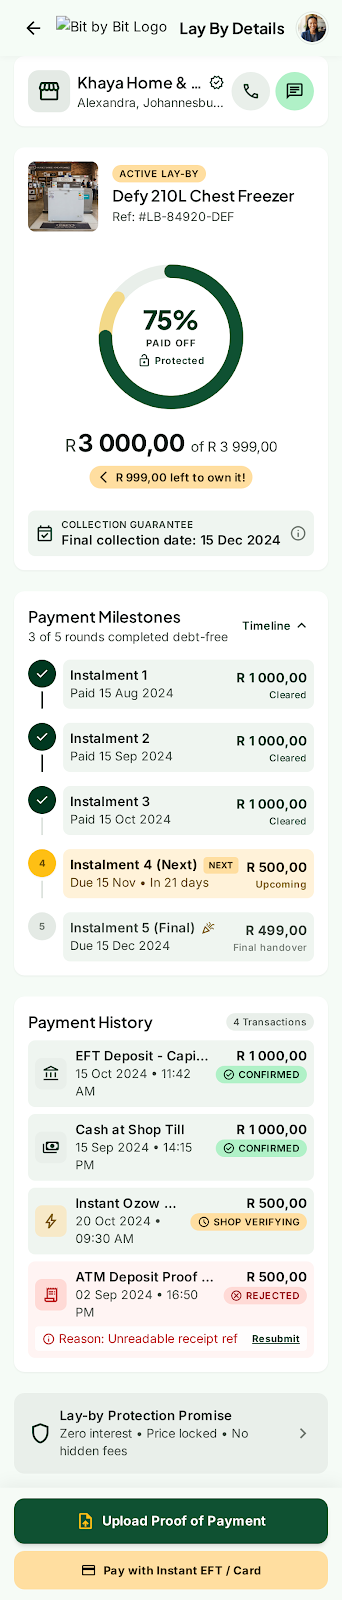 Bit by Bit Logo
Lay By Details
Khaya Home & ...
Alexandra, Johannesbu...
ACTIVE LAY-BY
Defy 210L Chest Freezer
Ref: #LB-84920-DEF
75%
PAID OFF
Protected
R3 000,00 of R 3 999,00
R 999,00 left to own it!
COLLECTION GUARANTEE
Final collection date: 15 Dec 2024
Payment Milestones
3 of 5 rounds completed debt-free
Timeline
Instalment 1
Paid 15 Aug 2024
R 1 000,00
Cleared
Instalment 2
Paid 15 Sep 2024
R 1 000,00
Cleared
Instalment 3
Paid 15 Oct 2024
R 1 000,00
Cleared
4
Instalment 4 (Next) NEXT
Due 15 Nov • In 21 days
R 500,00
Upcoming
5
Instalment 5 (Final)
Due 15 Dec 2024
R 499,00
Final handover
Payment History
4 Transactions
EFT Deposit - Capi...
15 Oct 2024 • 11:42
AM
R 1 000,00
CONFIRMED
Cash at Shop Till
15 Sep 2024 • 14:15
PM
R 1 000,00
CONFIRMED
Instant Ozow ...
20 Oct 2024 •
09:30 AM
R 500,00
SHOP VERIFYING
ATM Deposit Proof ...
02 Sep 2024 • 16:50
PM
R 500,00
REJECTED
Reason: Unreadable receipt ref
Resubmit
Lay-by Protection Promise
Zero interest • Price locked • No
hidden fees
Upload Proof of Payment
Pay with Instant EFT / Card